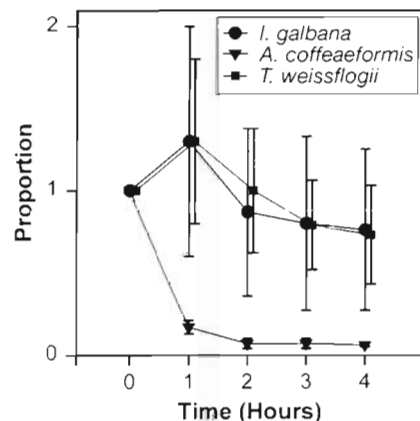 I. galbana
A. coffeaeformis
T. weissflogii
2
1
0
Proportion
0 1 2 3 4
Time (Hours)